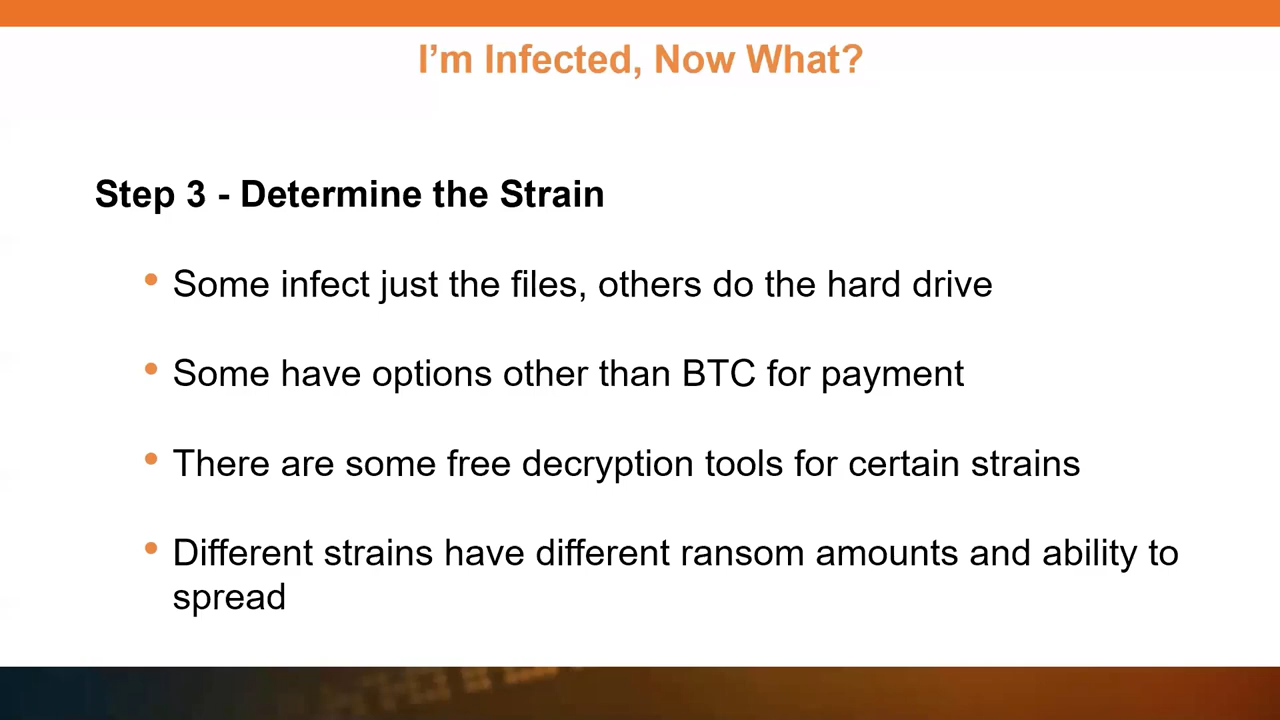 I’m Infected, Now What?
Step 3 - Determine the Strain
• Some infect just the files, others do the hard drive
• Some have options other than BTC for payment
• There are some free decryption tools for certain strains
• Different strains have different ransom amounts and ability to
spread